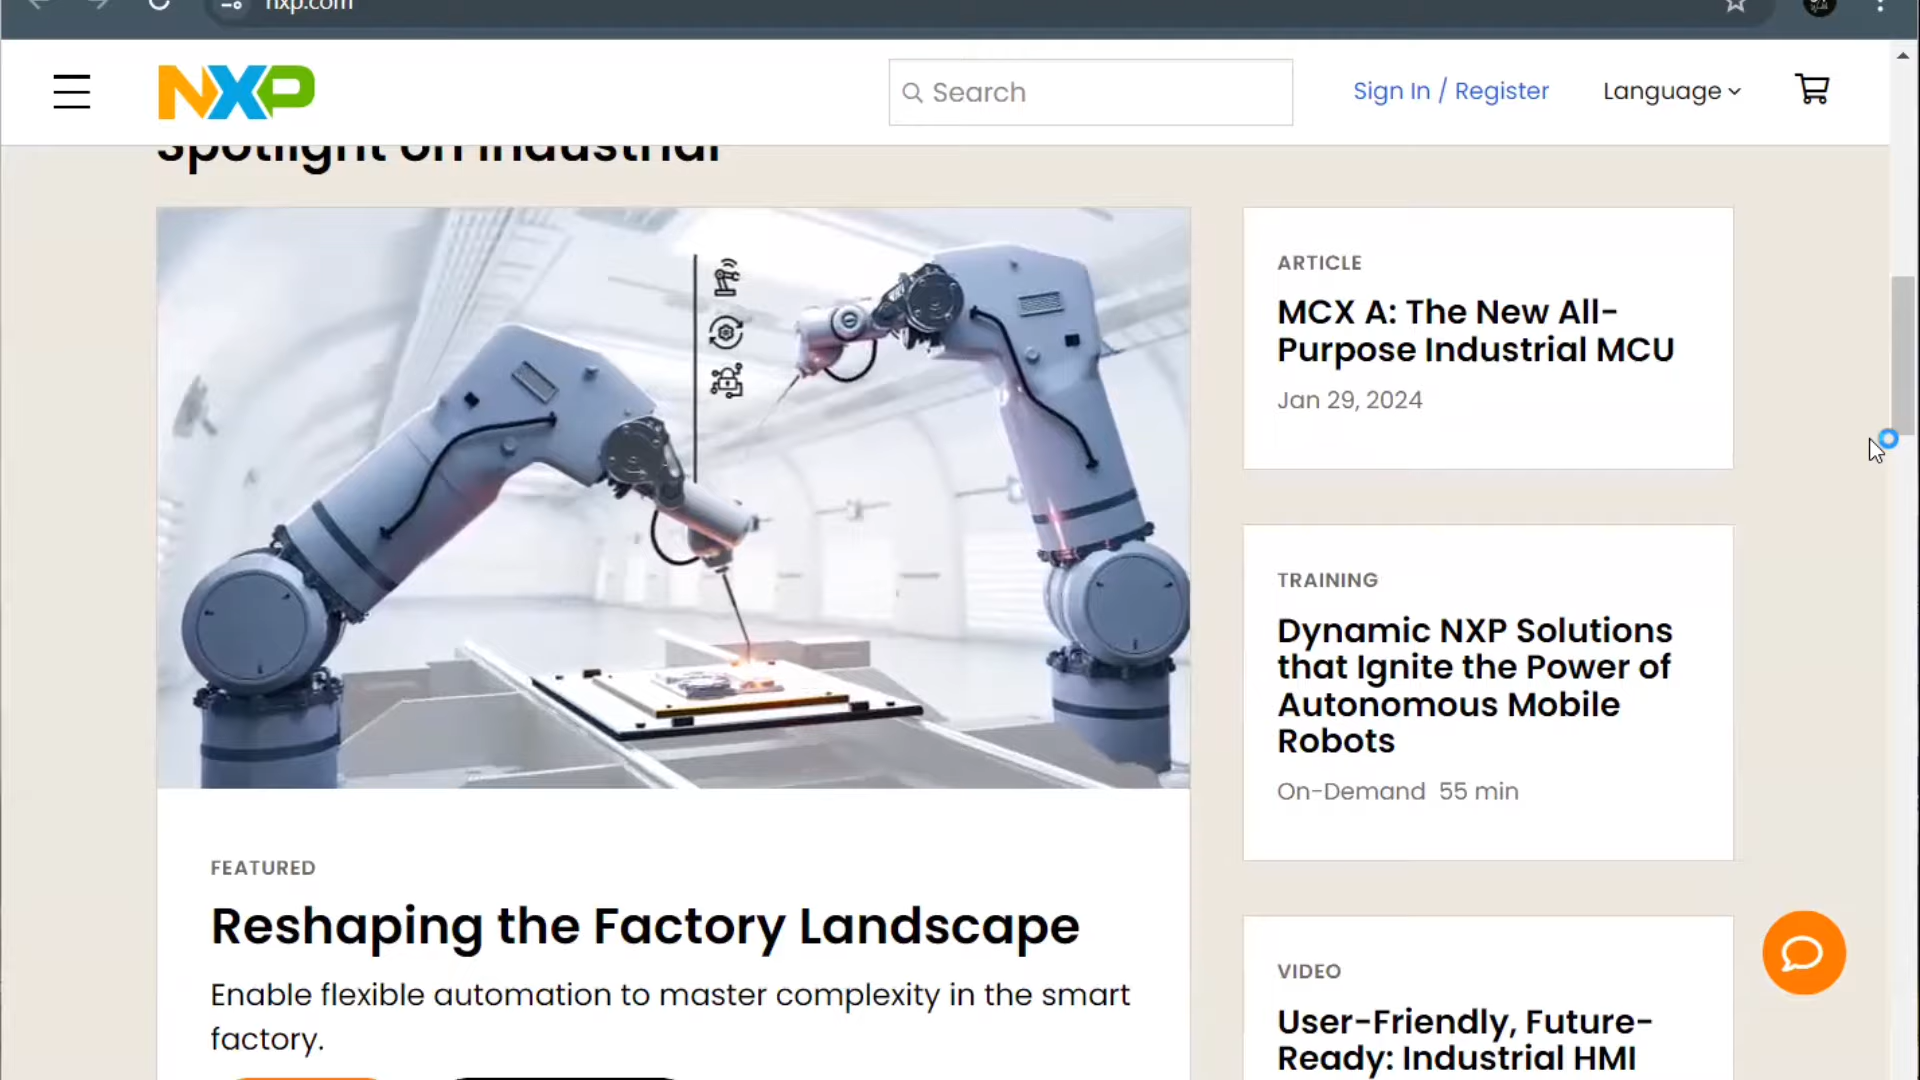 nxp.com
NXP
Search
Sign In / Register
Language
Spotlight on Industrial
ARTICLE
MCX A: The New All-
Purpose Industrial MCU
Jan 29, 2024
TRAINING
Dynamic NXP Solutions
that Ignite the Power of
Autonomous Mobile
Robots
On-Demand 55 min
FEATURED
Reshaping the Factory Landscape
Enable flexible automation to master complexity in the smart
factory.
VIDEO
User-Friendly, Future-
Ready: Industrial HMI